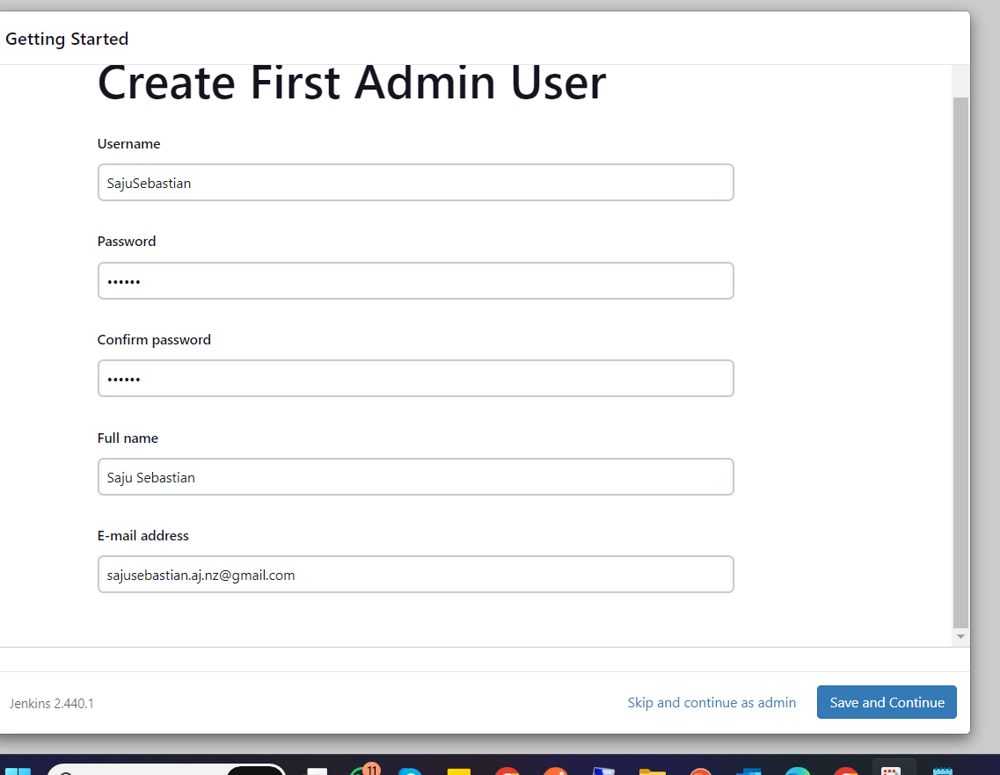 Getting Started
Create First Admin User
Username
SajuSebastian
Password
••••••
Confirm password
••••••
Full name
Saju Sebastian
E-mail address
sajusebastian.aj.nz@gmail.com
Jenkins 2.440.1
Skip and continue as admin
Save and Continue
11